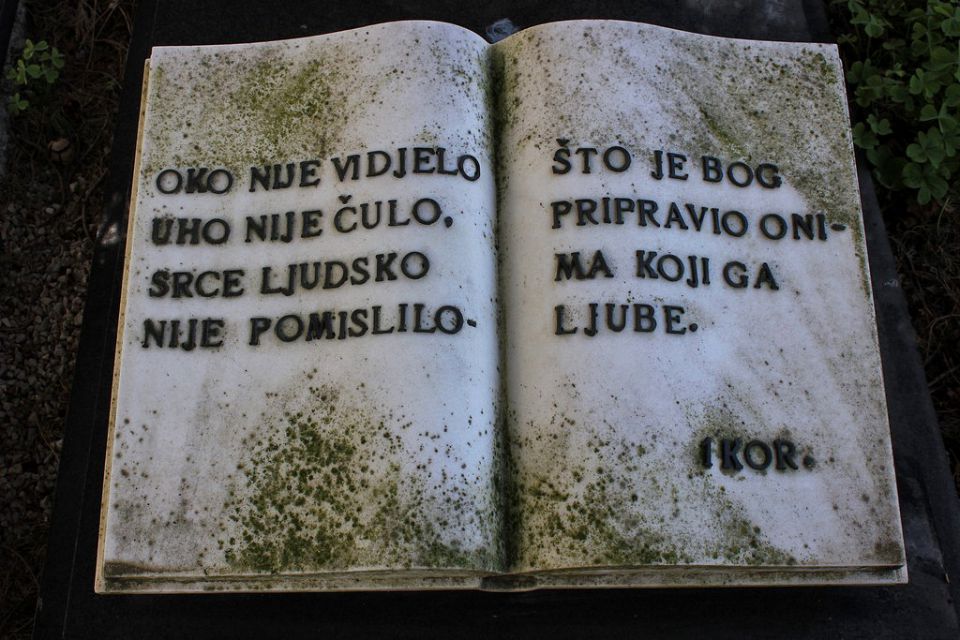 OKO NIJE VIDJELO
UHO NIJE ČULO,
SRCE LJUDSKO
NIJE POMISLILO-
ŠTO JE BOG
PRIPRAVIO ONI-
MA KOJI GA
LJUBE.
1KOR.